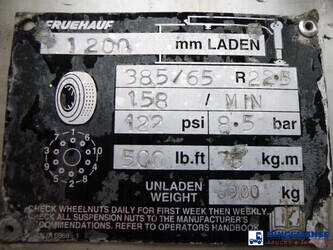 FRUEHAUF
1200 mm LADEN
385/65 R22.5
158 / MIN
122 psi 8.5 bar
500 lb.ft kg.m
UNLADEN
WEIGHT kg
CHECK WHEELNUTS DAILY FOR FIRST WEEK THEN WEEKLY
CHECK ALL SUSPENSION NUTS TO THE MANUFACTURER'S
RECOMMENDATIONS. REFER TO OPERATORS HANDBOOK